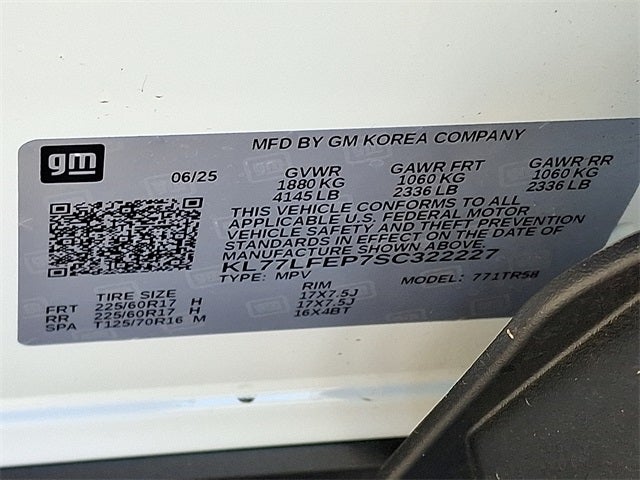 gm
MFD BY GM KOREA COMPANY
06/25 GVWR GAWR FRT GAWR RR
1880 KG 1060 KG 1060 KG
4145 LB 2336 LB 2336 LB
THIS VEHICLE CONFORMS TO ALL
APPLICABLE U.S. FEDERAL MOTOR
VEHICLE SAFETY AND THEFT PREVENTION
STANDARDS IN EFFECT ON THE DATE OF
MANUFACTURE SHOWN ABOVE.
KL77LFEP7SC322227
TYPE: MPV MODEL: 771TR58
TIRE SIZE RIM
FRT 225/60R17 H 17X7.5J
RR 225/60R17 H 17X7.5J
SPA T125/70R16 M 16X4BT